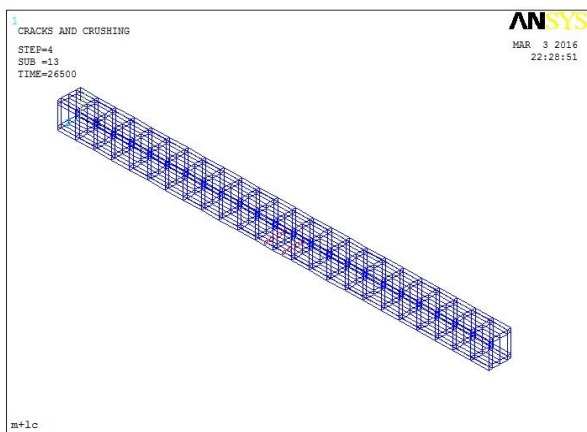 1
CRACKS AND CRUSHING
STEP=4
SUB =13
TIME=26500
ANSYS
MAR 3 2016
22:28:51
m+lc